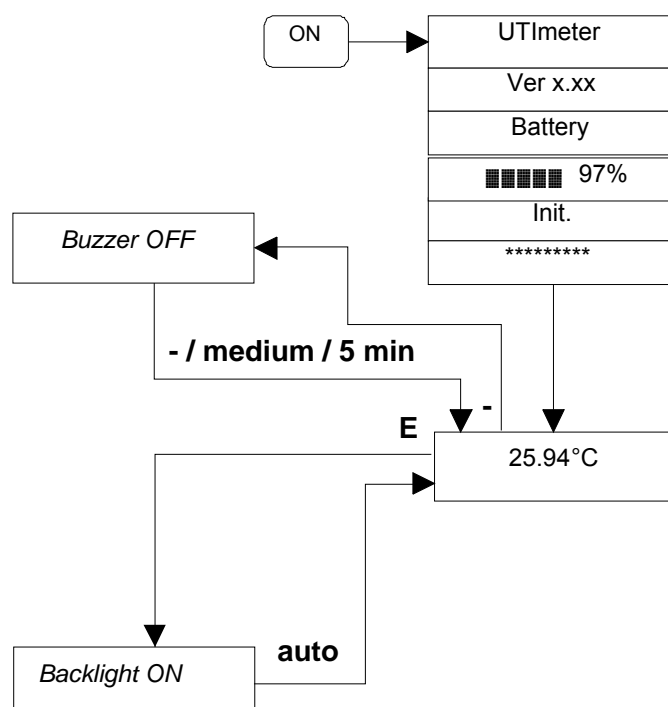 ON
UTImeter
Ver x.xx
Battery
97%
Init.
*********
Buzzer OFF
- / medium / 5 min
-
E
25.94°C
auto
Backlight ON